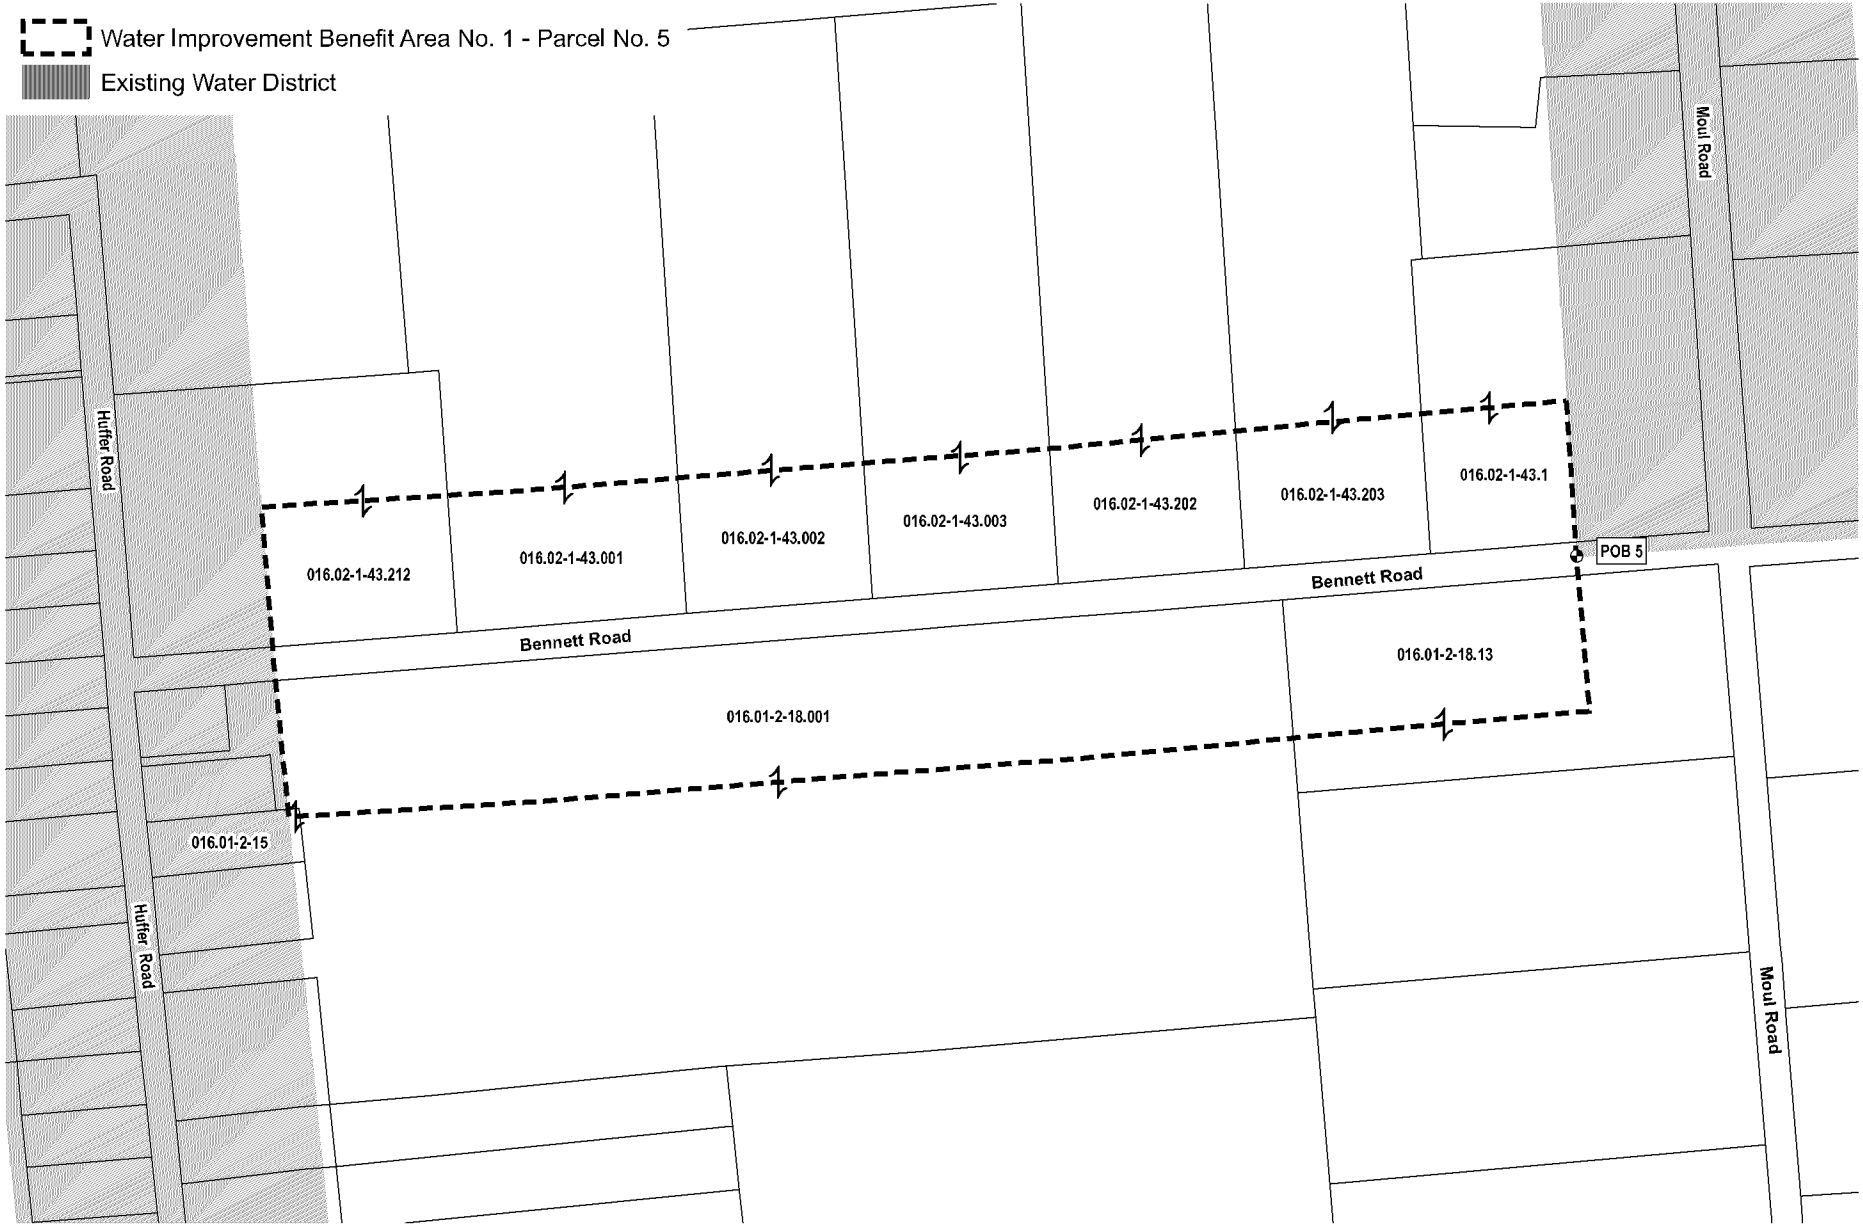 Water Improvement Benefit Area No. 1 - Parcel No. 5
Existing Water District
Moul Road
Huffer Road
016.02-1-43.212
016.02-1-43.001
016.02-1-43.002
016.02-1-43.003
016.02-1-43.202
016.02-1-43.203
016.02-1-43.1
POB 5
Bennett Road
Bennett Road
016.01-2-18.13
016.01-2-18.001
016.01-2-15
Huffer Road
Moul Road